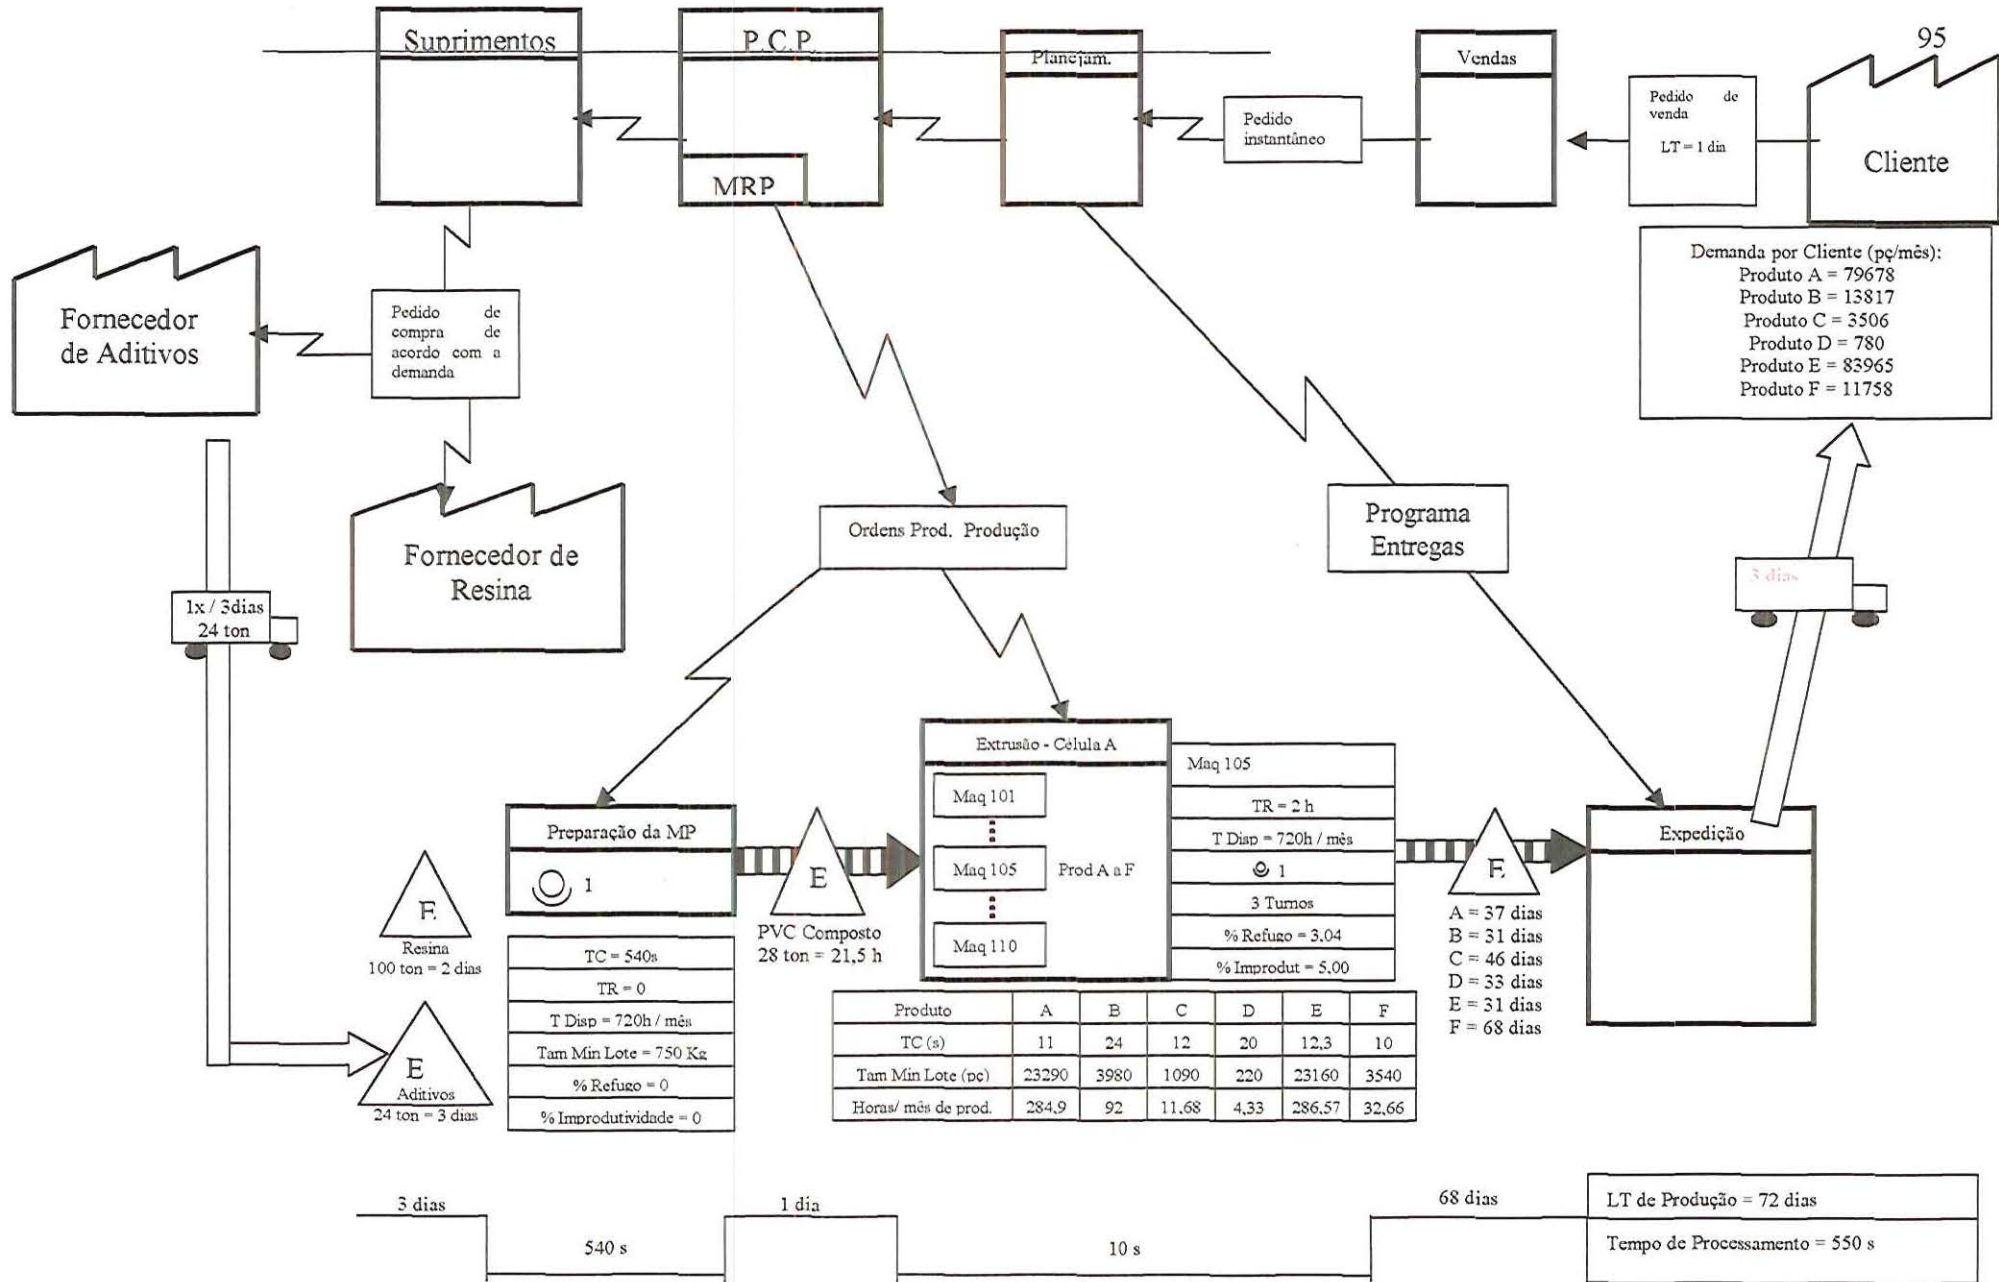 95
Suprimentos
P.C.P.
MRP
Planejam.
Pedido
instantâneo
Vendas
Pedido de
venda
LT = 1 dia
Cliente
Demanda por Cliente (pç/mês):
Produto A = 79678
Produto B = 13817
Produto C = 3506
Produto D = 780
Produto E = 83965
Produto F = 11758
Fornecedor
de Aditivos
Pedido de
compra de
acordo com a
demanda
Fornecedor de
Resina
Ordens Prod. Produção
Programa
Entregas
3 dias
1x / 3dias
24 ton
E
Resina
100 ton = 2 dias
E
Aditivos
24 ton = 3 dias
Preparação da MP
1
TC = 540s
TR = 0
T Disp = 720h / mês
Tam Min Lote = 750 Kg
% Refugo = 0
% Improdutividade = 0
E
PVC Composto
28 ton = 21,5 h
Extrusão - Célula A
Maq 101
Maq 105
Prod A a F
Maq 110
Maq 105
TR = 2 h
T Disp = 720h / mês
1
3 Turnos
% Refugo = 3,04
% Improdut = 5,00
Produto A B C D E F
TC (s) 11 24 12 20 12,3 10
Tam Min Lote (pç) 23290 3980 1090 220 23160 3540
Horas/ mês de prod. 284,9 92 11,68 4,33 286,57 32,66
E
A = 37 dias
B = 31 dias
C = 46 dias
D = 33 dias
E = 31 dias
F = 68 dias
Expedição
3 dias
540 s
1 dia
10 s
68 dias
LT de Produção = 72 dias
Tempo de Processamento = 550 s